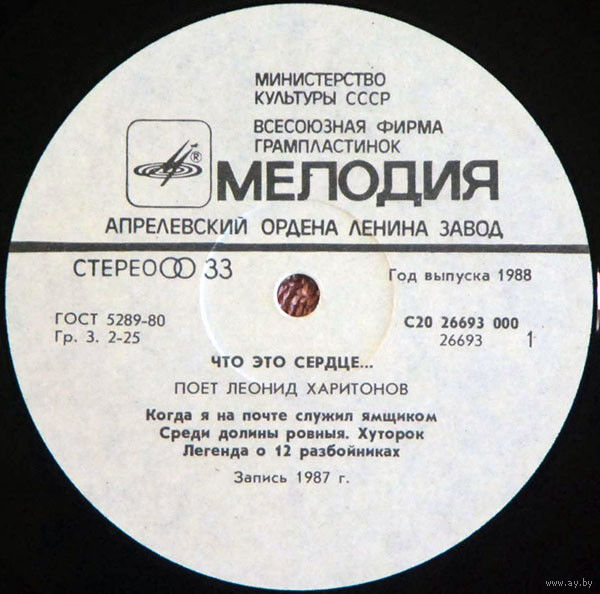 МИНИСТЕРСТВО
КУЛЬТУРЫ СССР
ВСЕСОЮЗНАЯ ФИРМА
ГРАМПЛАСТИНОК
®
МЕЛОДИЯ
АПРЕЛЕВСКИЙ ОРДЕНА ЛЕНИНА ЗАВОД
СТЕРЕО 33
Год выпуска 1988
ГОСТ 5289-80
Гр. 3. 2-25
С20 26693 000
26693 1
ЧТО ЭТО СЕРДЦЕ...
ПОЕТ ЛЕОНИД ХАРИТОНОВ
Когда я на почте служил ямщиком
Среди долины ровныя. Хуторок
Легенда о 12 разбойниках
Запись 1987 г.
www.ay.by